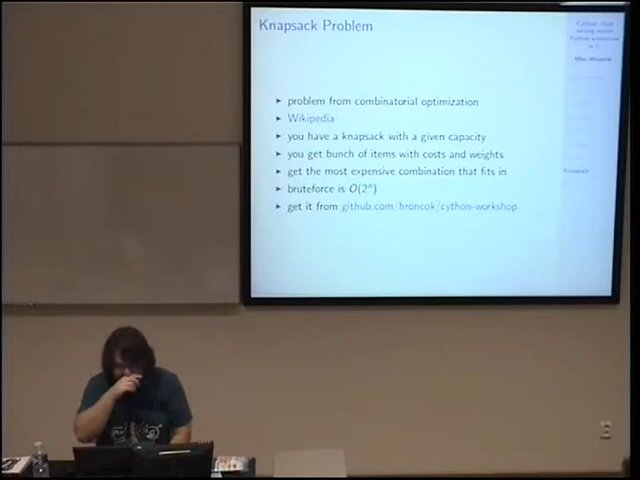 Knapsack Problem
problem from combinatorial optimization
Wikipedia
you have a knapsack with a given capacity
you get bunch of items with costs and weights
get the most expensive combination that fits in
bruteforce is O(2ⁿ)
get it from github.com/hroncok/cython-workshop